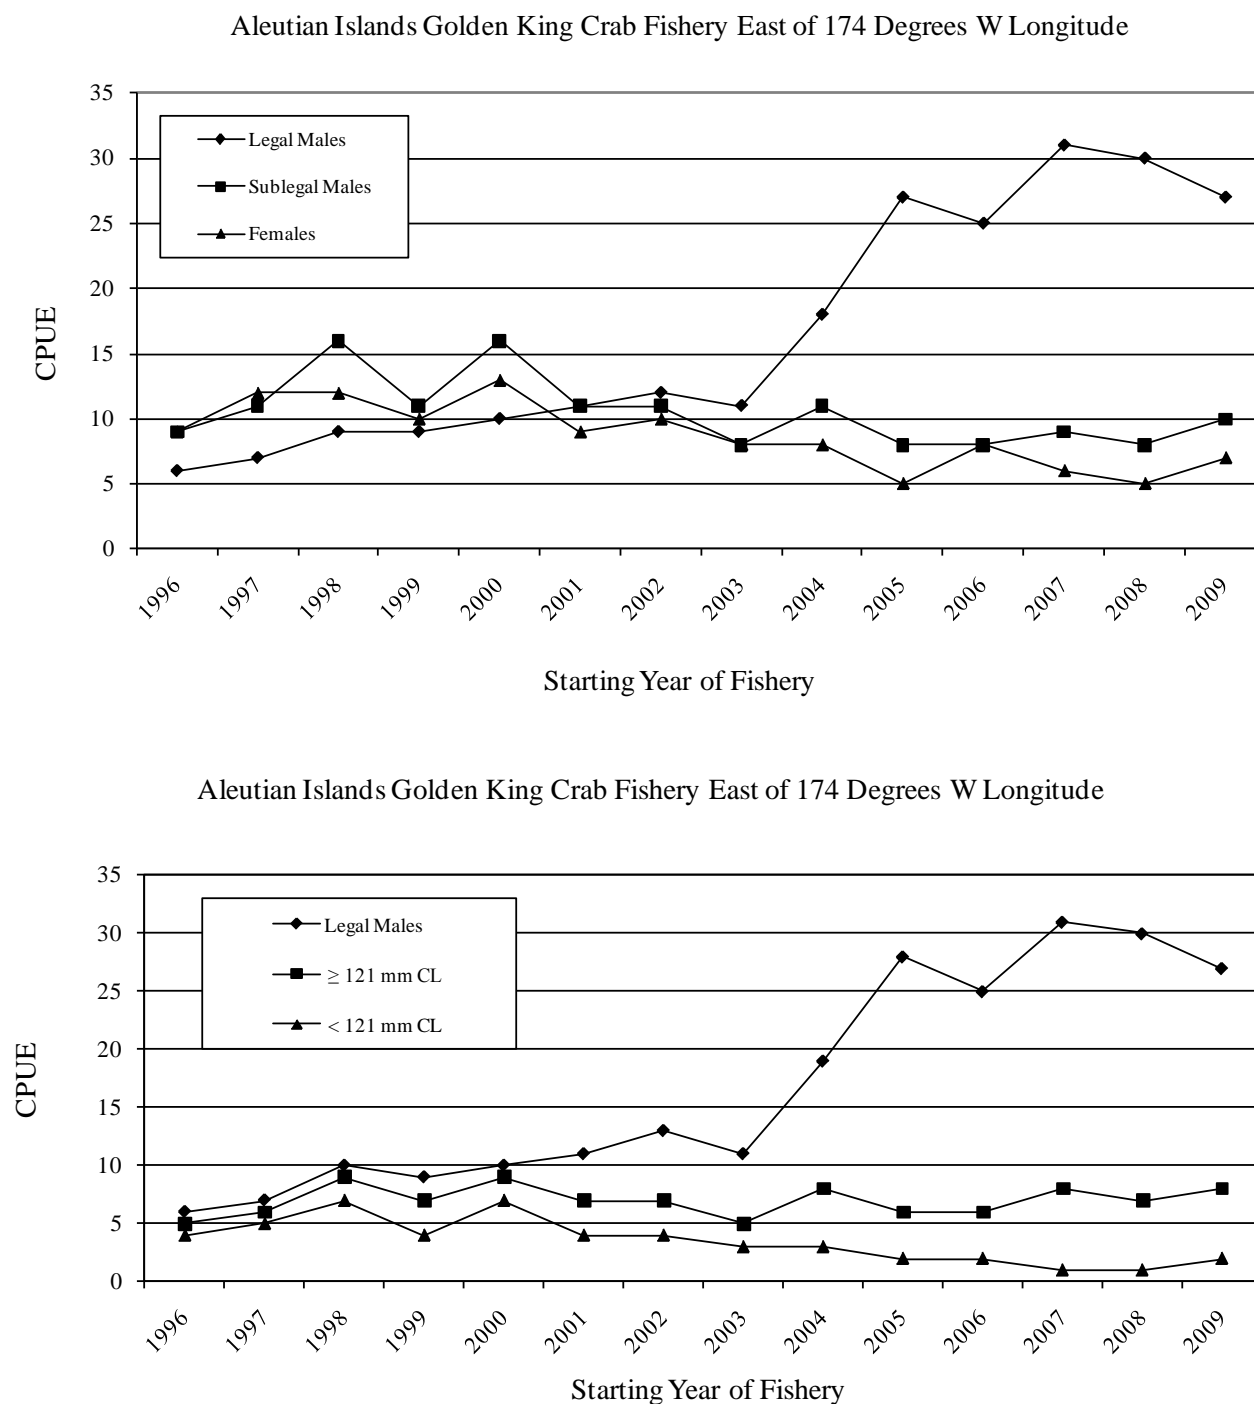 Aleutian Islands Golden King Crab Fishery East of 174 Degrees W Longitude
35
30
25
20
15
10
5
0
CPUE
Legal Males
Sublegal Males
Females
1996 1997 1998 1999 2000 2001 2002 2003 2004 2005 2006 2007 2008 2009
Starting Year of Fishery
Aleutian Islands Golden King Crab Fishery East of 174 Degrees W Longitude
35
30
25
20
15
10
5
0
CPUE
Legal Males
≥ 121 mm CL
< 121 mm CL
1996 1997 1998 1999 2000 2001 2002 2003 2004 2005 2006 2007 2008 2009
Starting Year of Fishery